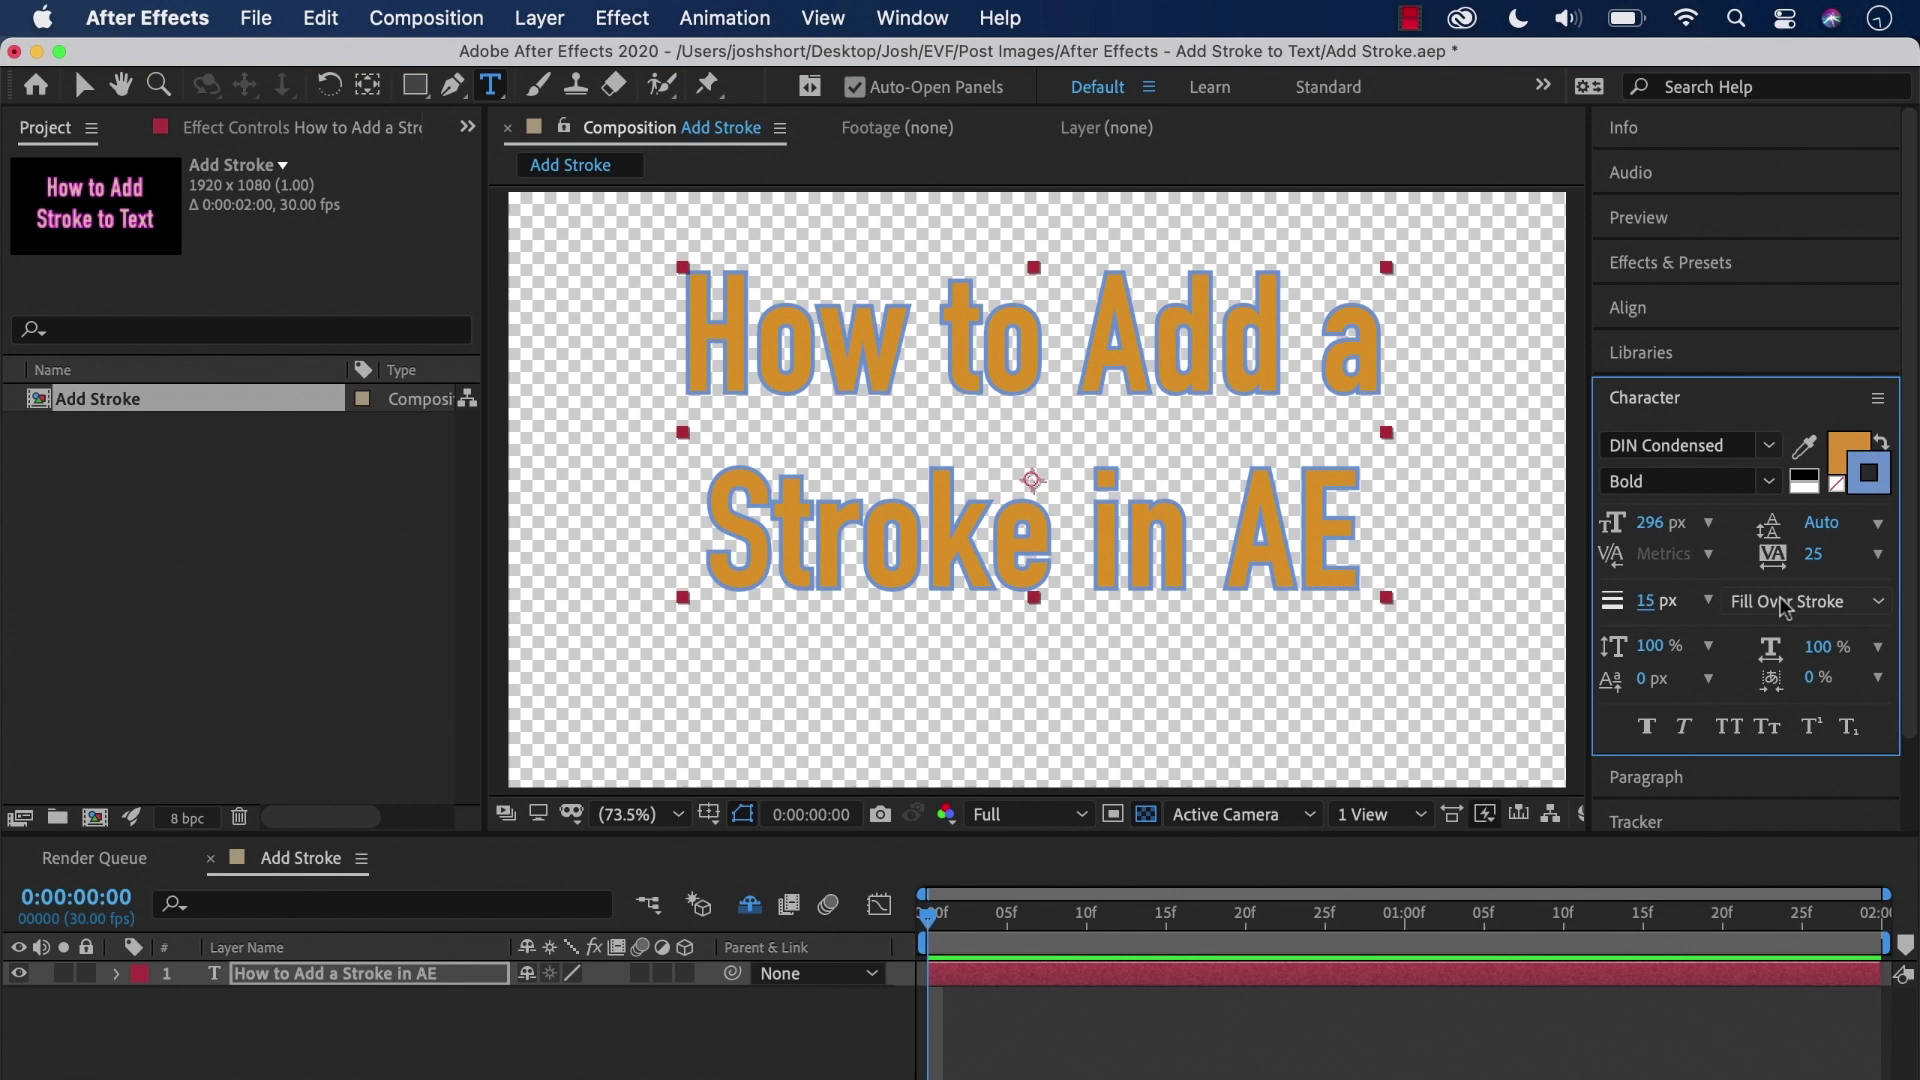 After Effects File Edit Composition Layer Effect Animation View Window Help
Adobe After Effects 2020 - /Users/joshshort/Desktop/Josh/EVF/Post Images/After Effects - Add Stroke to Text/Add Stroke.aep *
Auto-Open Panels Default Learn Standard Search Help
Project Effect Controls How to Add a Stro
Composition Add Stroke Footage (none) Layer (none)
Add Stroke
How to Add
Stroke to Text
Add Stroke
1920 x 1080 (1.00)
Δ 0:00:02:00, 30.00 fps
Name Type
Add Stroke Composi
How to Add a
Stroke in AE
Info
Audio
Preview
Effects & Presets
Align
Libraries
Character
DIN Condensed
Bold
296 px Auto
Metrics 25
15 px Fill Over Stroke
100 % 100 %
0 px 0 %
Paragraph
Tracker
8 bpc
(73.5%) 0:00:00:00 Full Active Camera 1 View
Render Queue Add Stroke
0:00:00:00
00000 (30.00 fps)
05f 10f 15f 20f 25f 01:00f 05f 10f 15f 20f 25f 02:0
# Layer Name Parent & Link
1 T How to Add a Stroke in AE None